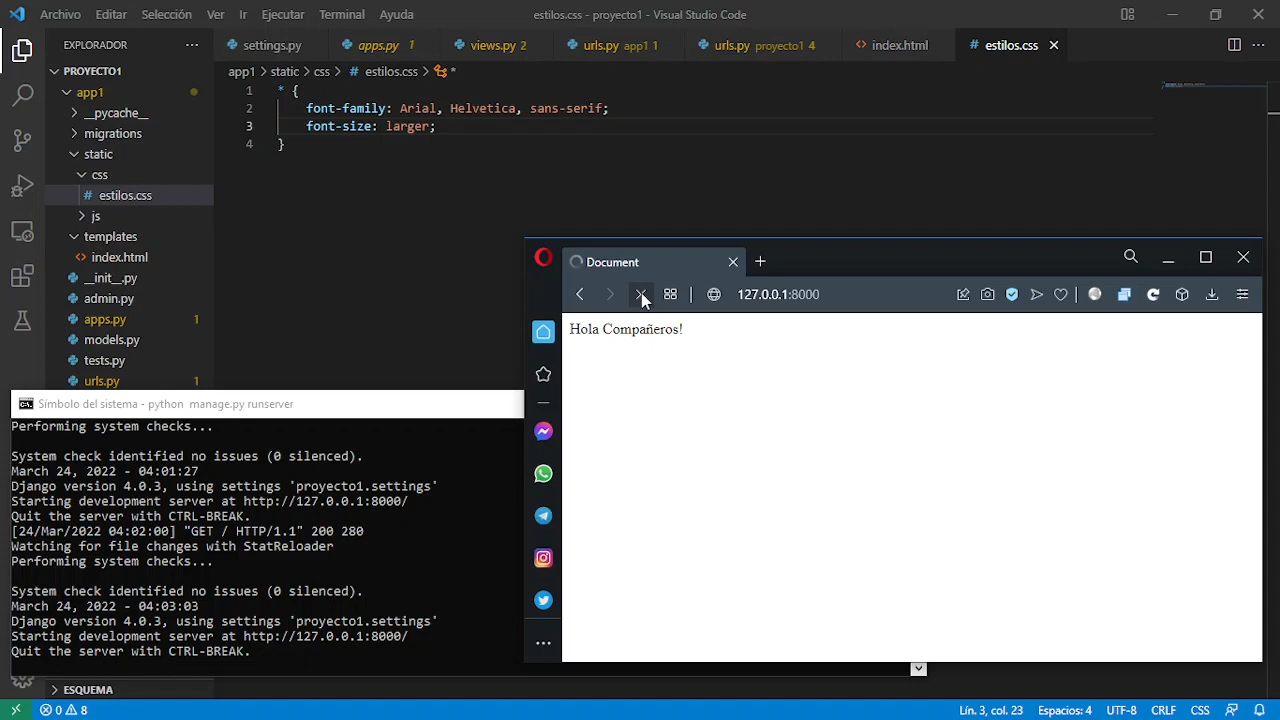 Archivo Editar Selección Ver Ir Ejecutar Terminal Ayuda
estilos.css - proyecto1 - Visual Studio Code
EXPLORADOR
settings.py
apps.py 1
views.py 2
urls.py app1 1
urls.py proyecto1 4
index.html
estilos.css
PROYECTO1
app1
__pycache__
migrations
static
css
estilos.css
js
templates
index.html
__init__.py
admin.py
apps.py 1
models.py
tests.py
urls.py 1
ESQUEMA
app1 > static > css > # estilos.css > *
1 * {
2 font-family: Arial, Helvetica, sans-serif;
3 font-size: larger;
4 }
Document
127.0.0.1:8000
Hola Compañeros!
Símbolo del sistema - python manage.py runserver
Performing system checks...
System check identified no issues (0 silenced).
March 24, 2022 - 04:01:27
Django version 4.0.3, using settings 'proyecto1.settings'
Starting development server at http://127.0.0.1:8000/
Quit the server with CTRL-BREAK.
[24/Mar/2022 04:02:00] "GET / HTTP/1.1" 200 280
Watching for file changes with StatReloader
Performing system checks...
System check identified no issues (0 silenced).
March 24, 2022 - 04:03:03
Django version 4.0.3, using settings 'proyecto1.settings'
Starting development server at http://127.0.0.1:8000/
Quit the server with CTRL-BREAK.
0 8
Lín. 3, col. 23
Espacios: 4
UTF-8
CRLF
CSS